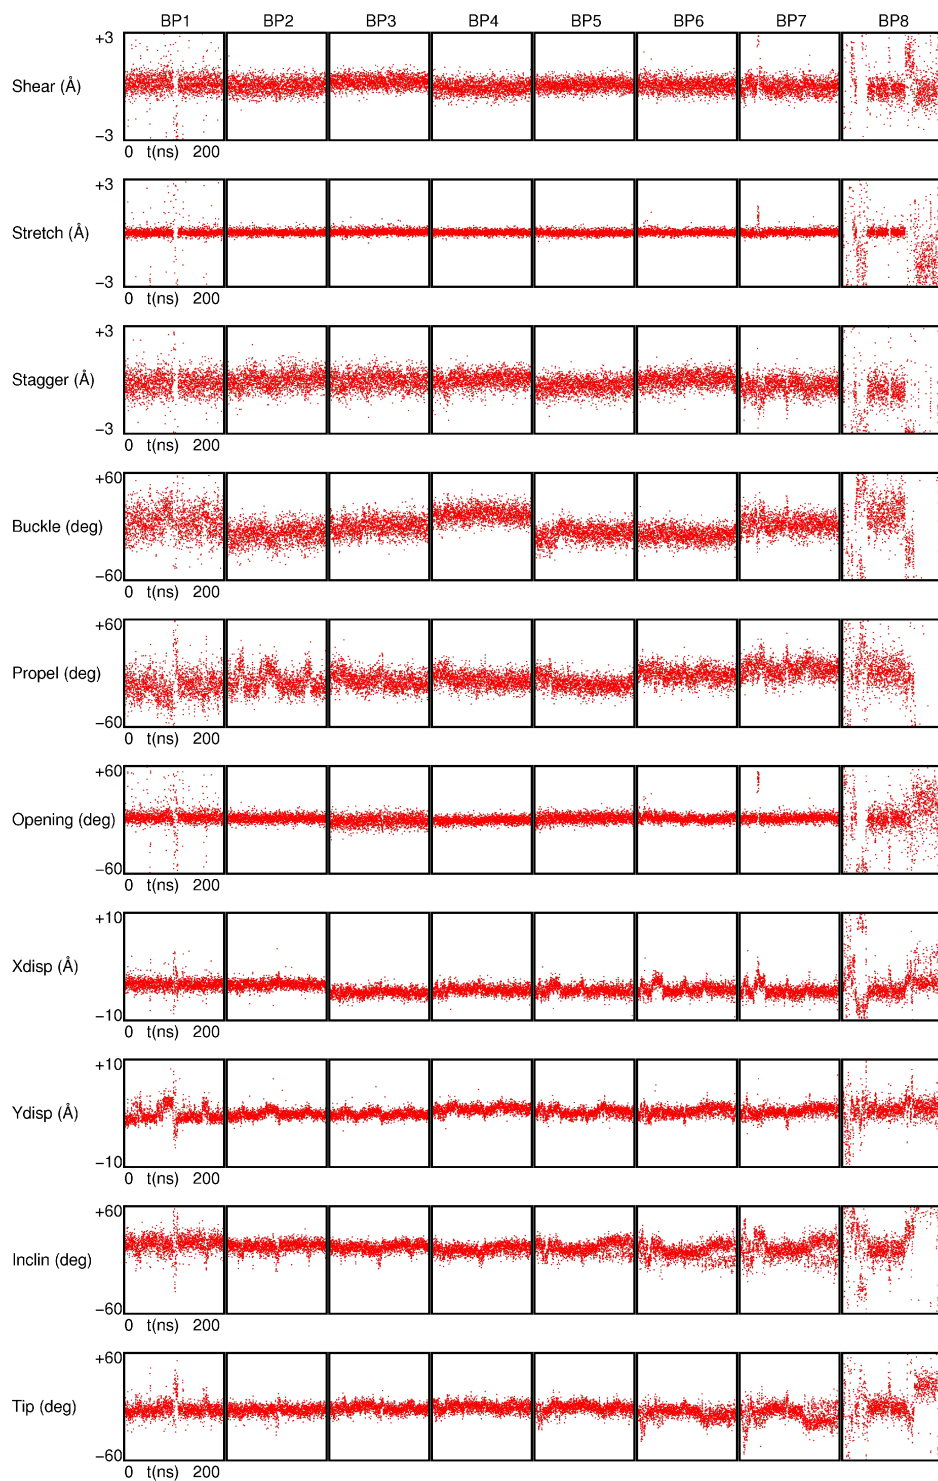 BP1 BP2 BP3 BP4 BP5 BP6 BP7 BP8
+3
Shear (Å)
−3
0 t(ns) 200
+3
Stretch (Å)
−3
0 t(ns) 200
+3
Stagger (Å)
−3
0 t(ns) 200
+60
Buckle (deg)
−60
0 t(ns) 200
+60
Propel (deg)
−60
0 t(ns) 200
+60
Opening (deg)
−60
0 t(ns) 200
+10
Xdisp (Å)
−10
0 t(ns) 200
+10
Ydisp (Å)
−10
0 t(ns) 200
+60
Inclin (deg)
−60
0 t(ns) 200
+60
Tip (deg)
−60
0 t(ns) 200